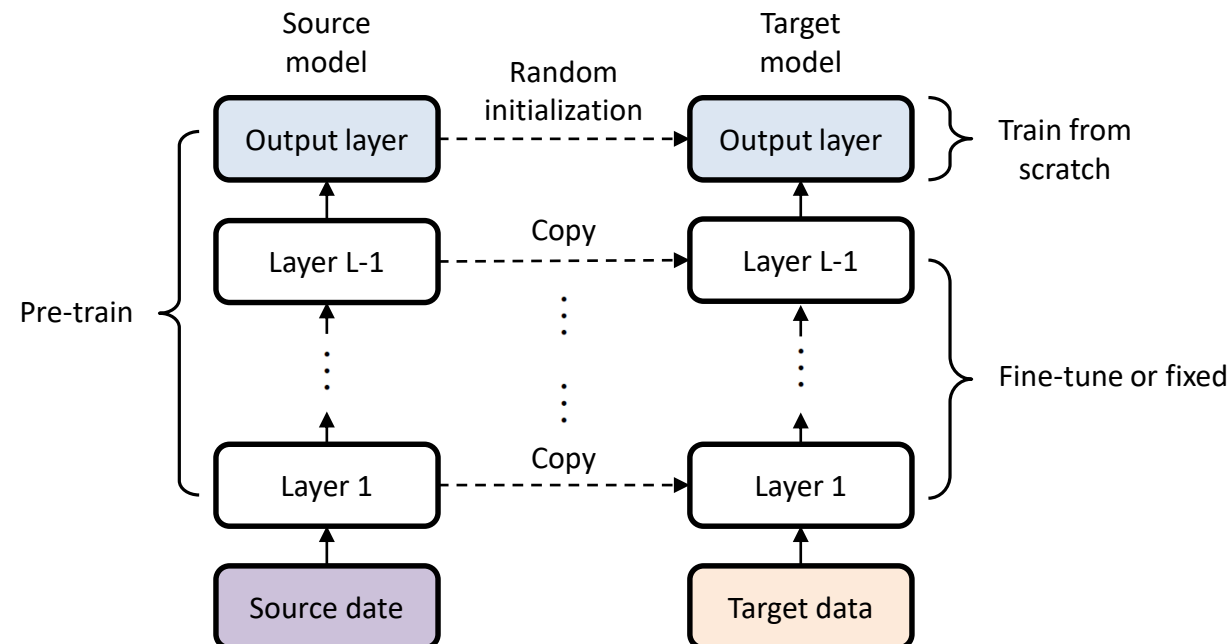 Source
model
Target
model
Random
initialization
Output layer
Output layer
Train from
scratch
Copy
Layer L-1
Layer L-1
Pre-train
Fine-tune or fixed
Copy
Layer 1
Layer 1
Source date
Target data